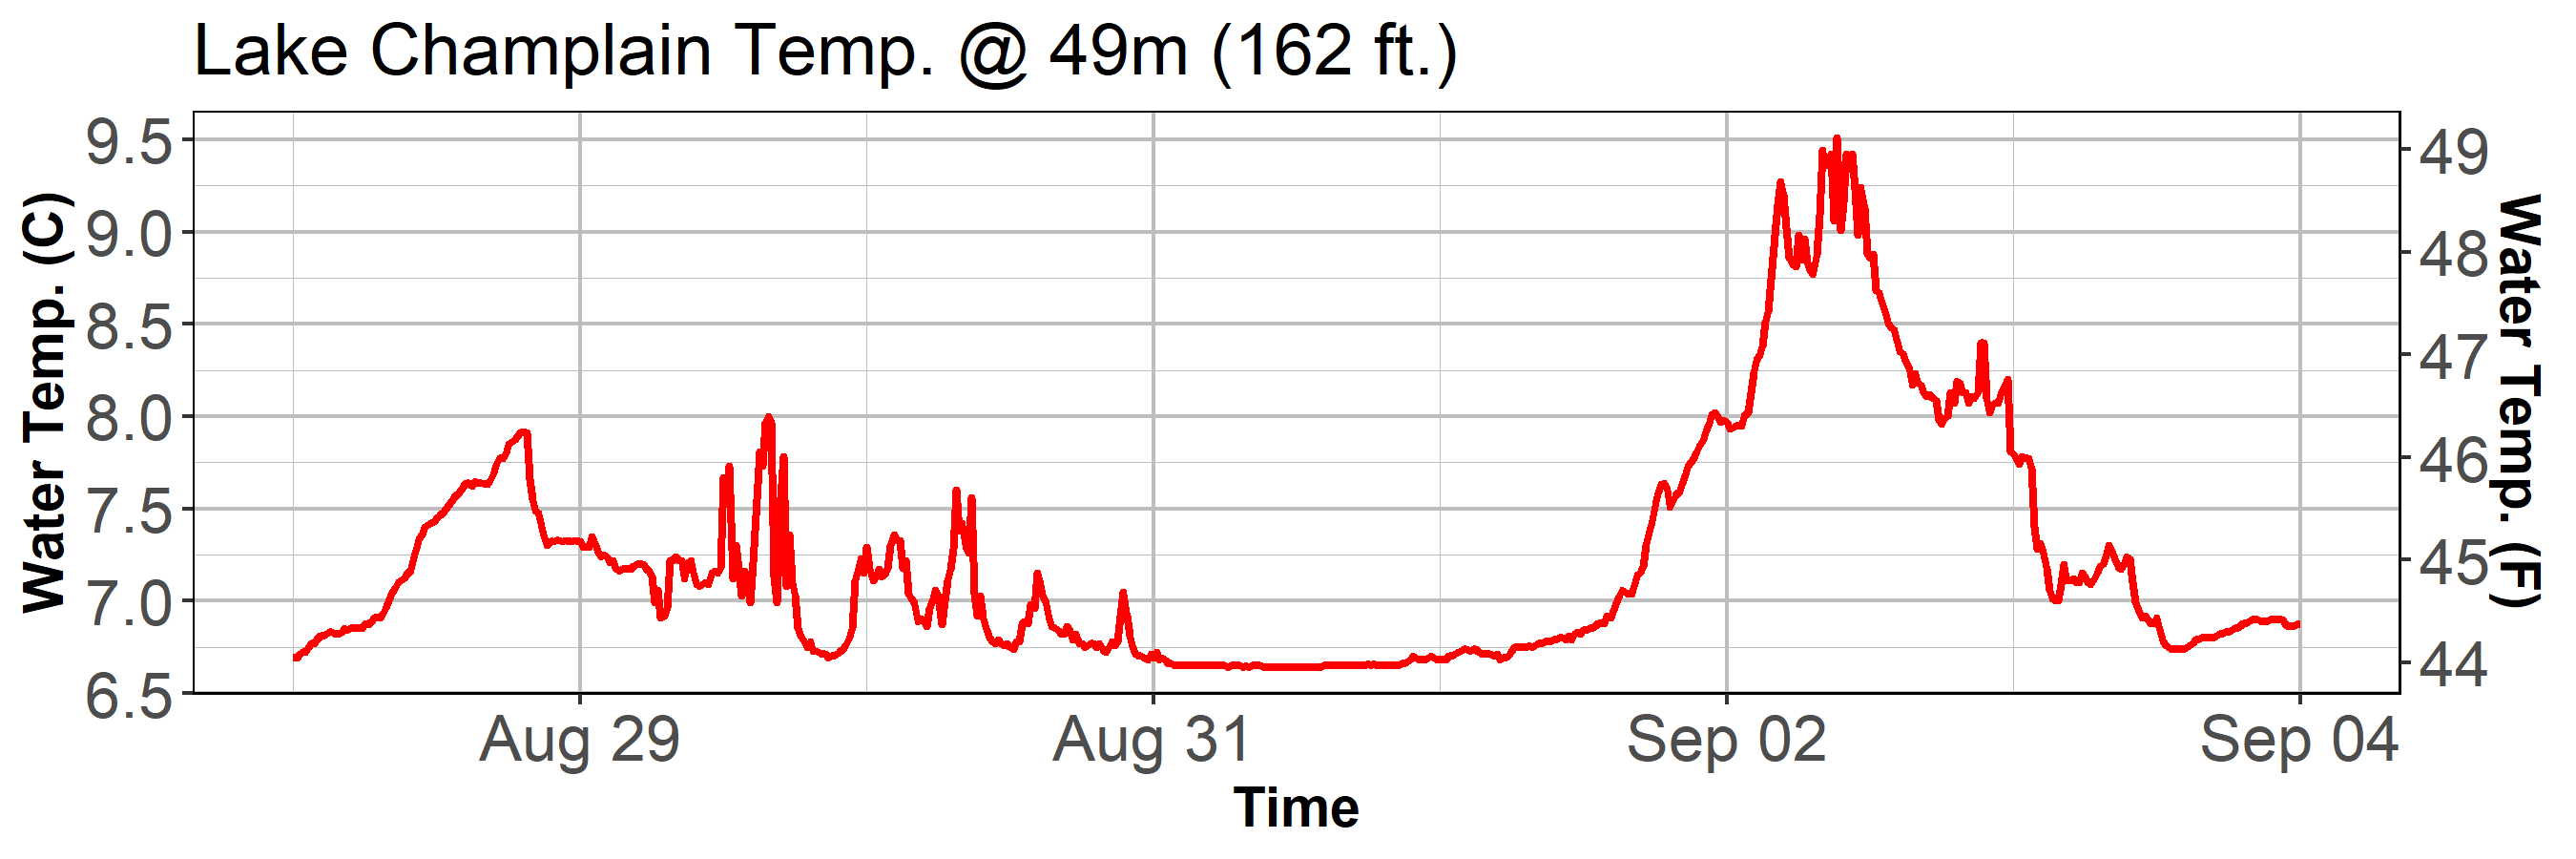 Lake Champlain Temp. @ 49m (162 ft.)
Water Temp. (C)
9.5
9.0
8.5
8.0
7.5
7.0
6.5
49
48
47
46
45
44
Water Temp. (F)
Aug 29
Aug 31
Sep 02
Sep 04
Time